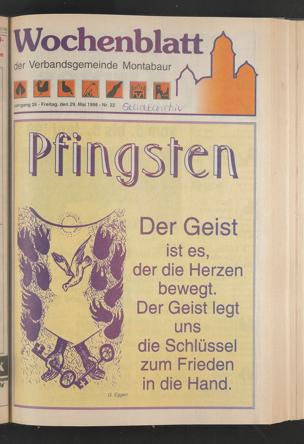 Wochenblatt
der Verbandsgemeinde Montabaur
Jahrgang 26 - Freitag, den 29. Mai 1998 - Nr. 22
Pfingsten
Der Geist
ist es,
der die Herzen
bewegt.
Der Geist legt
uns
die Schlüssel
zum Frieden
in die Hand.
G. Eggert